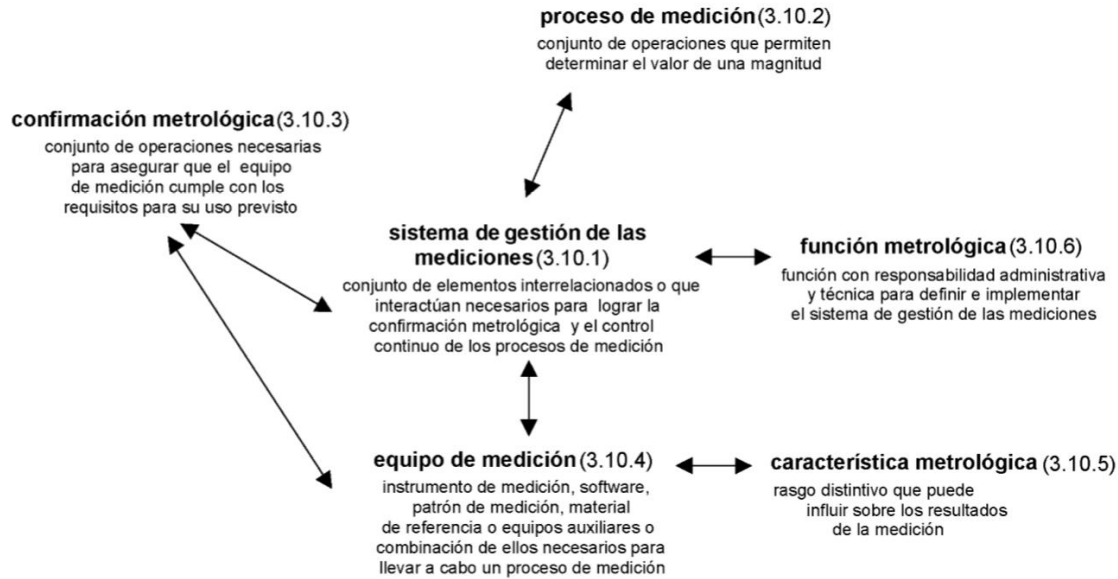 proceso de medición (3.10.2)
conjunto de operaciones que permiten
determinar el valor de una magnitud
confirmación metrológica (3.10.3)
conjunto de operaciones necesarias
para asegurar que el equipo
de medición cumple con los
requisitos para su uso previsto
sistema de gestión de las
mediciones (3.10.1)
conjunto de elementos interrelacionados o que
interactúan necesarios para lograr la
confirmación metrológica y el control
continuo de los procesos de medición
función metrológica (3.10.6)
función con responsabilidad administrativa
y técnica para definir e implementar
el sistema de gestión de las mediciones
equipo de medición (3.10.4)
instrumento de medición, software,
patrón de medición, material
de referencia o equipos auxiliares o
combinación de ellos necesarios para
llevar a cabo un proceso de medición
característica metrológica (3.10.5)
rasgo distintivo que puede
influir sobre los resultados
de la medición